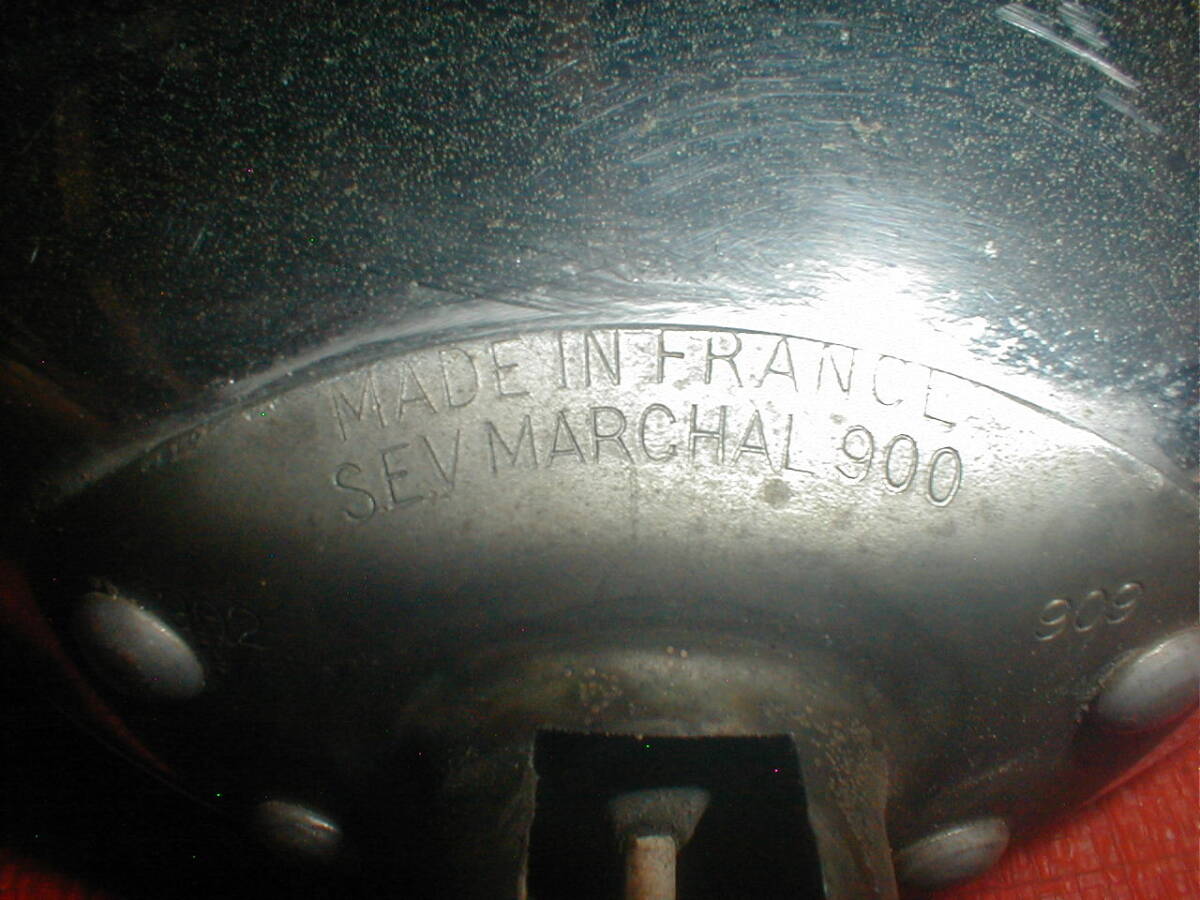 MADE IN FRANCE
S.E.V MARCHAL 900
909